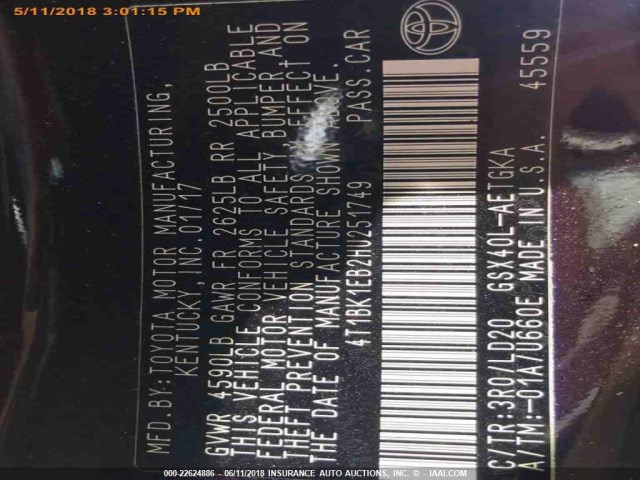 5/11/2018 3:01:15 PM
MFD.BY:TOYOTA MOTOR MANUFACTURING,
KENTUCKY, INC. 01/17
GVWR 4590LB GAWR FR 2625LB RR 2500LB
THIS VEHICLE CONFORMS TO ALL APPLICABLE
FEDERAL MOTOR VEHICLE SAFETY, BUMPER AND
THEFT PREVENTION STANDARDS IN EFFECT ON
THE DATE OF MANUFACTURE SHOWN ABOVE.
4T1BK1EB2HU251749 PASS.CAR
C/TR:3R0/LD20 GSX40L-AETGKA
A/TM:-01A/U660E MADE IN U.S.A. 45559
000-22624886 - 06/11/2018 - INSURANCE AUTO AUCTIONS - IAAI.COM